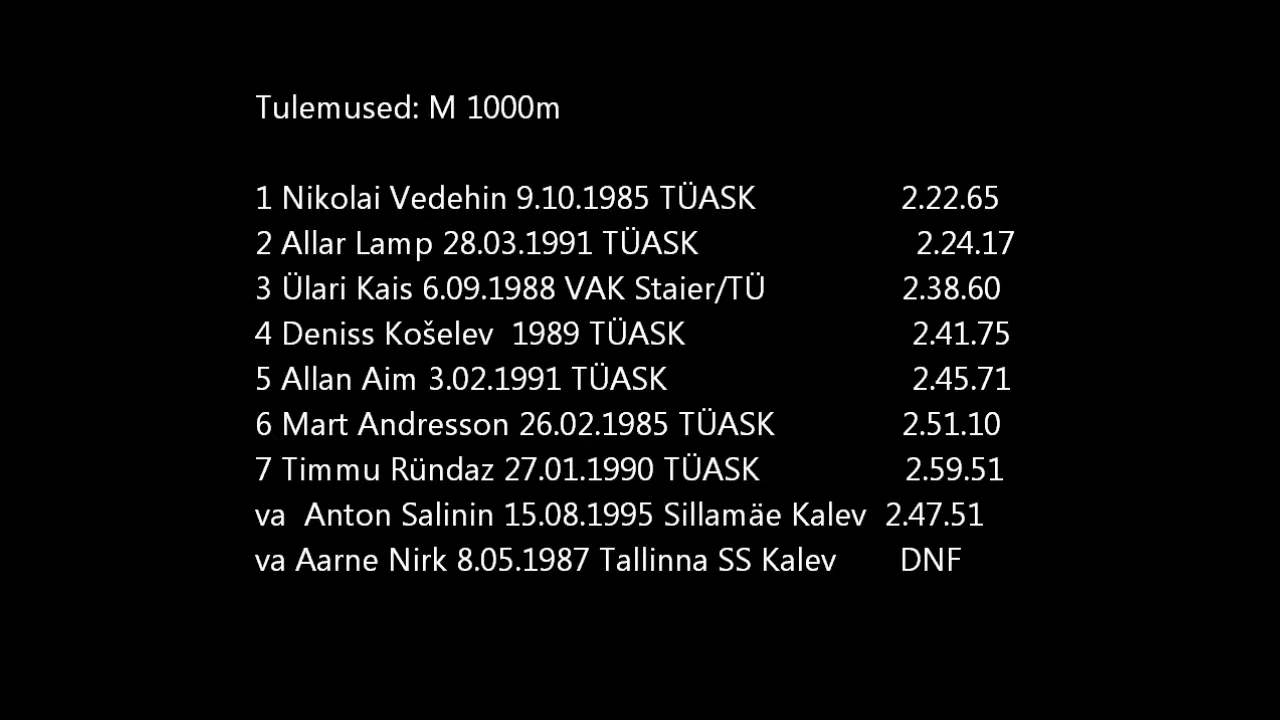 Tulemused: M 1000m
1 Nikolai Vedehin 9.10.1985 TÜASK 2.22.65
2 Allar Lamp 28.03.1991 TÜASK 2.24.17
3 Ülari Kais 6.09.1988 VAK Staier/TÜ 2.38.60
4 Deniss Košelev 1989 TÜASK 2.41.75
5 Allan Aim 3.02.1991 TÜASK 2.45.71
6 Mart Andresson 26.02.1985 TÜASK 2.51.10
7 Timmu Ründaz 27.01.1990 TÜASK 2.59.51
va Anton Salinin 15.08.1995 Sillamäe Kalev 2.47.51
va Aarne Nirk 8.05.1987 Tallinna SS Kalev DNF